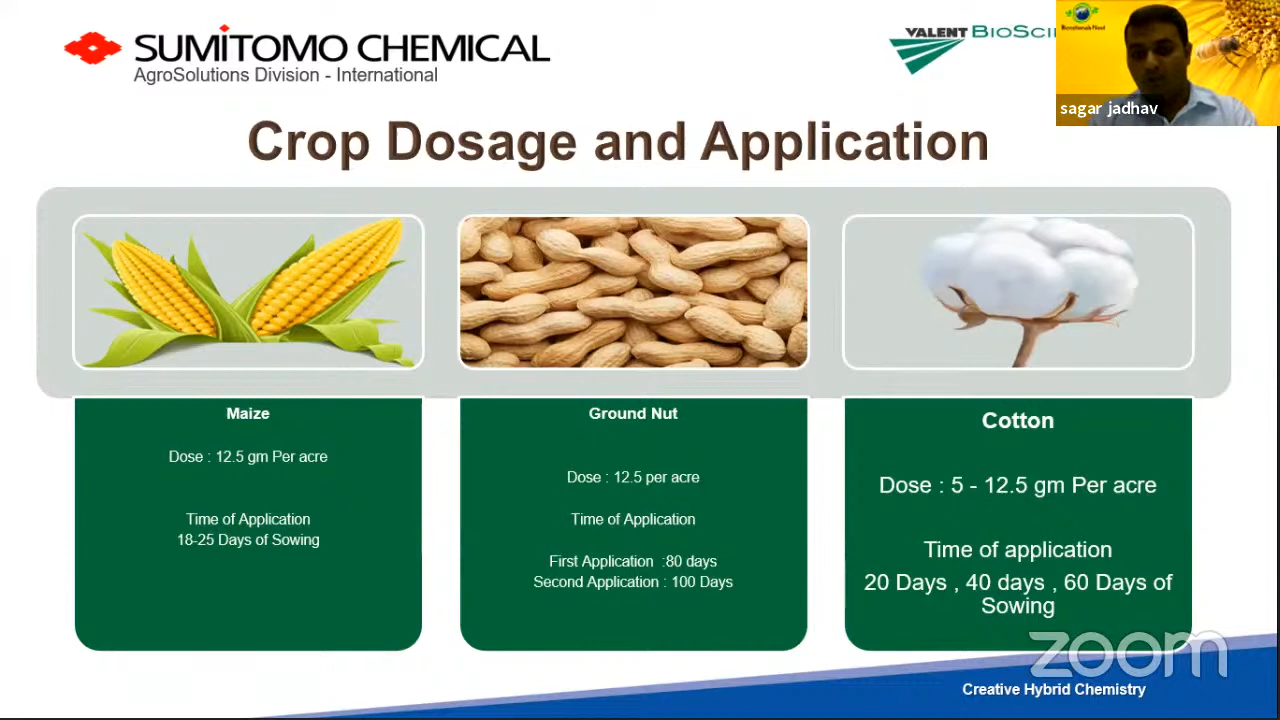 SUMITOMO CHEMICAL
AgroSolutions Division - International
VALENT
sagar jadhav
Crop Dosage and Application
Maize
Dose : 12.5 gm Per acre
Time of Application
18-25 Days of Sowing
Ground Nut
Dose : 12.5 per acre
Time of Application
First Application :80 days
Second Application : 100 Days
Cotton
Dose : 5 - 12.5 gm Per acre
Time of application
20 Days , 40 days , 60 Days of
Sowing
zoom
Creative Hybrid Chemistry